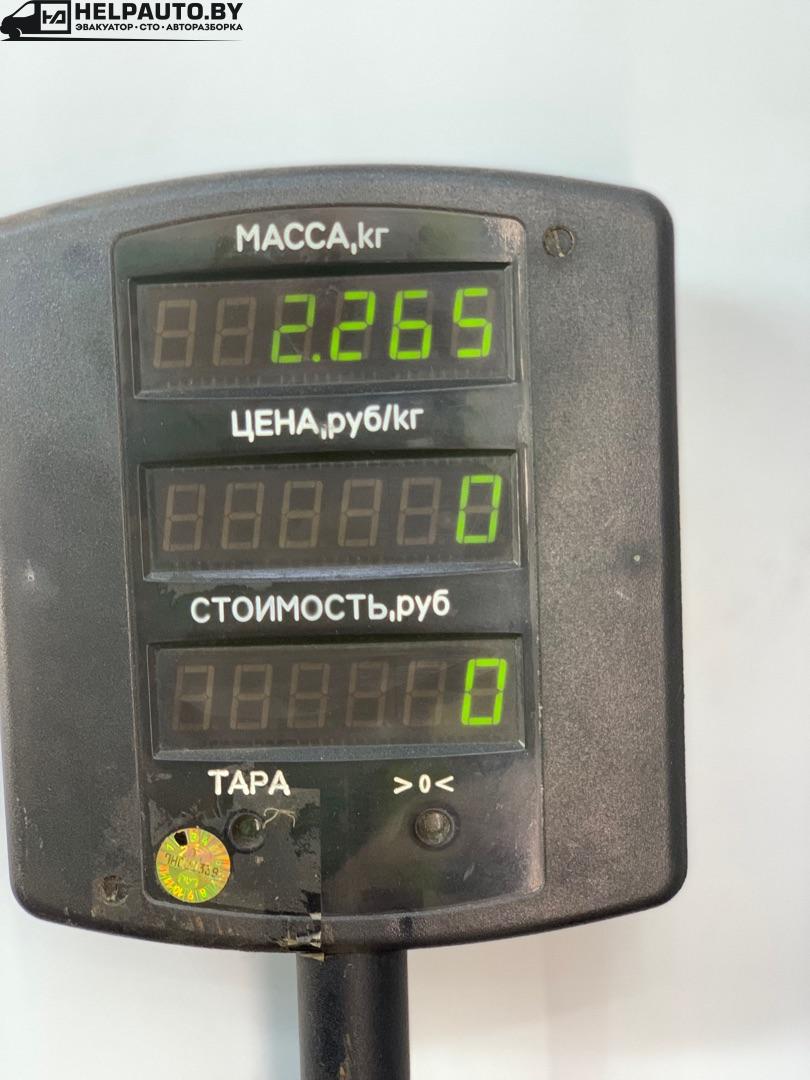 HELPAUTO.BY
ЭВАКУАТОР • СТО • АВТОРАЗБОРКА
МАССА,кг
2.265
ЦЕНА,руб/кг
0
СТОИМОСТЬ,руб
0
ТАРА >0<